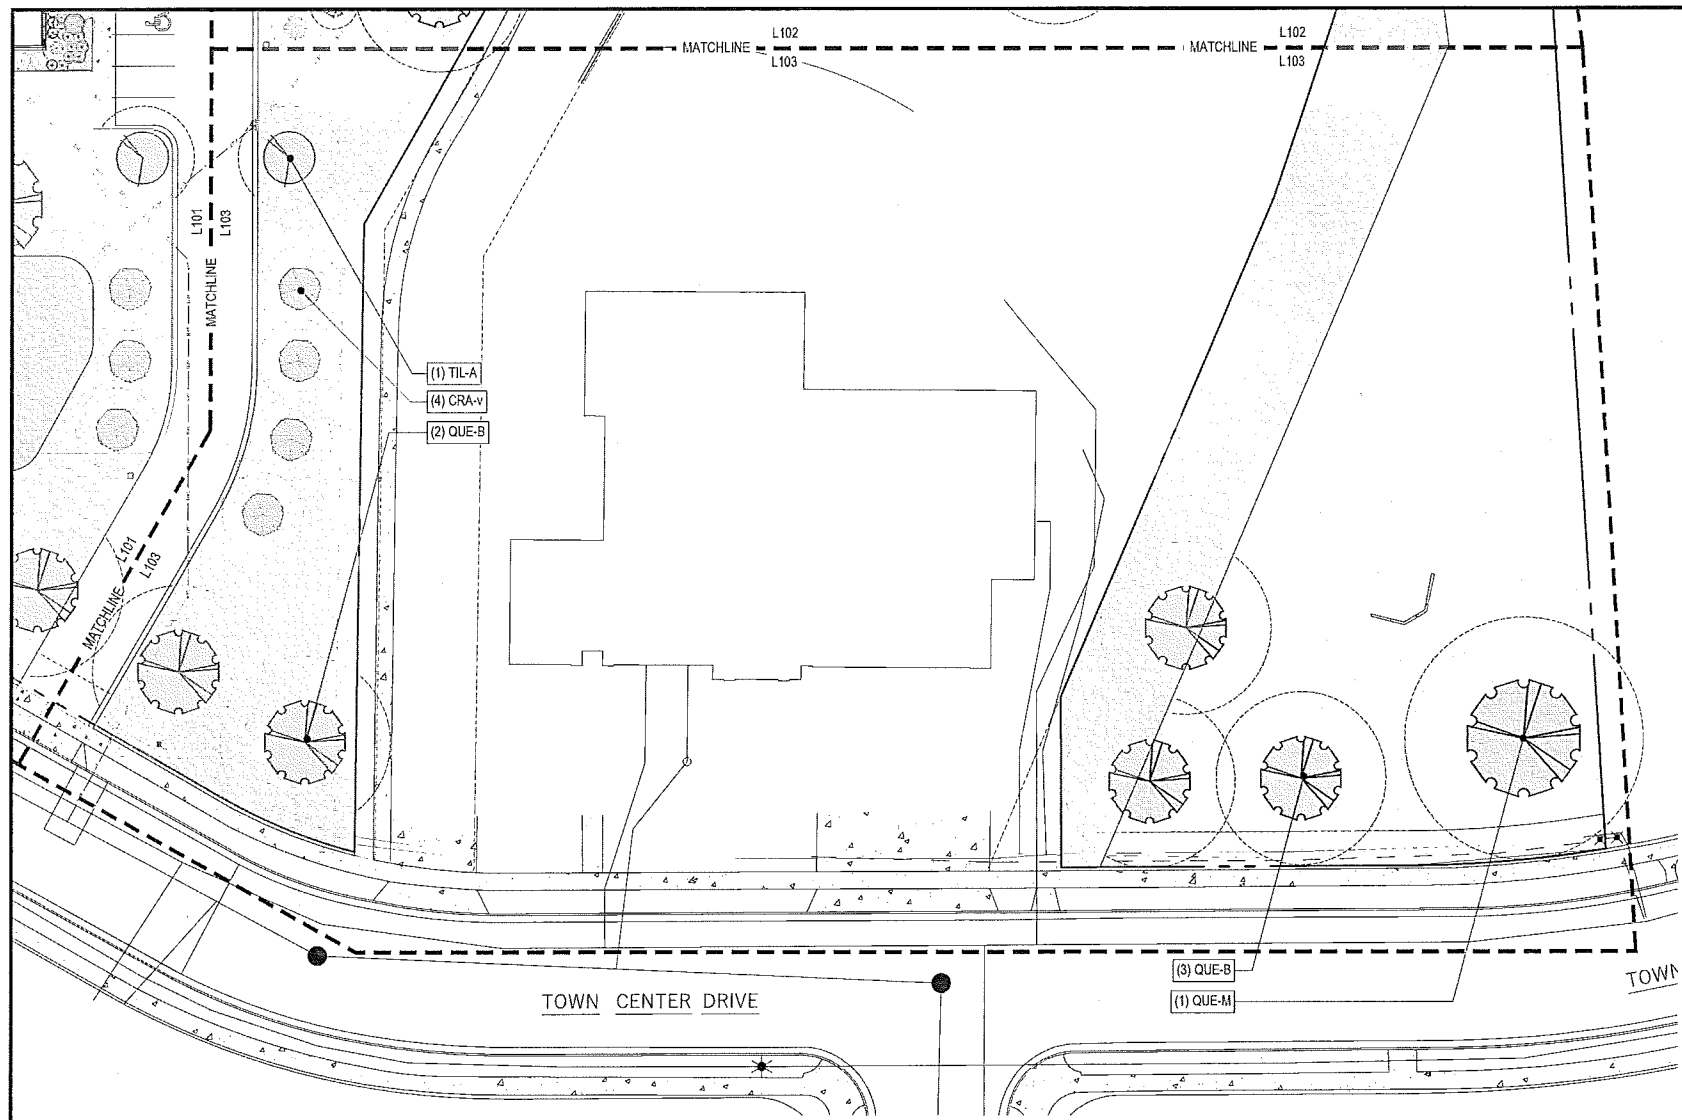 L102
MATCHLINE
L103
L102
MATCHLINE
L103
L101
L103
MATCHLINE
(1) TIL-A
(4) CRA-v
(2) QUE-B
L101
L103
MATCHLINE
(3) QUE-B
(1) QUE-M
TOWN CENTER DRIVE
TOWN